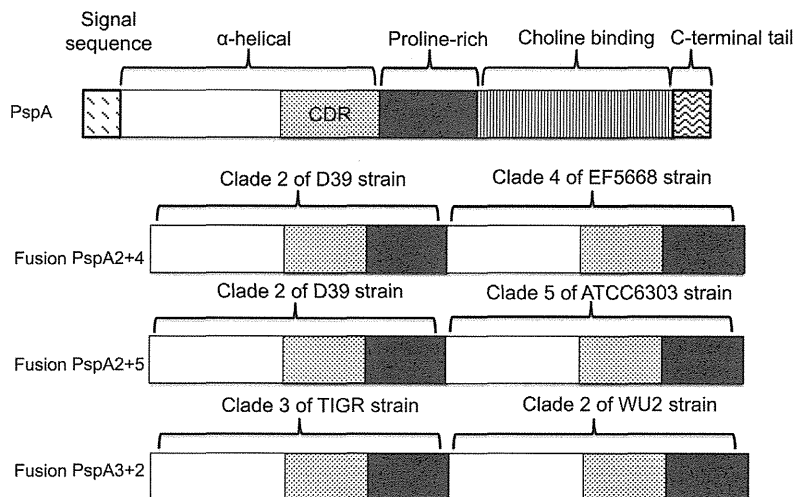 Signal
sequence
α-helical
Proline-rich
Choline binding
C-terminal tail
PspA
CDR
Clade 2 of D39 strain
Clade 4 of EF5668 strain
Fusion PspA2+4
Clade 2 of D39 strain
Clade 5 of ATCC6303 strain
Fusion PspA2+5
Clade 3 of TIGR strain
Clade 2 of WU2 strain
Fusion PspA3+2